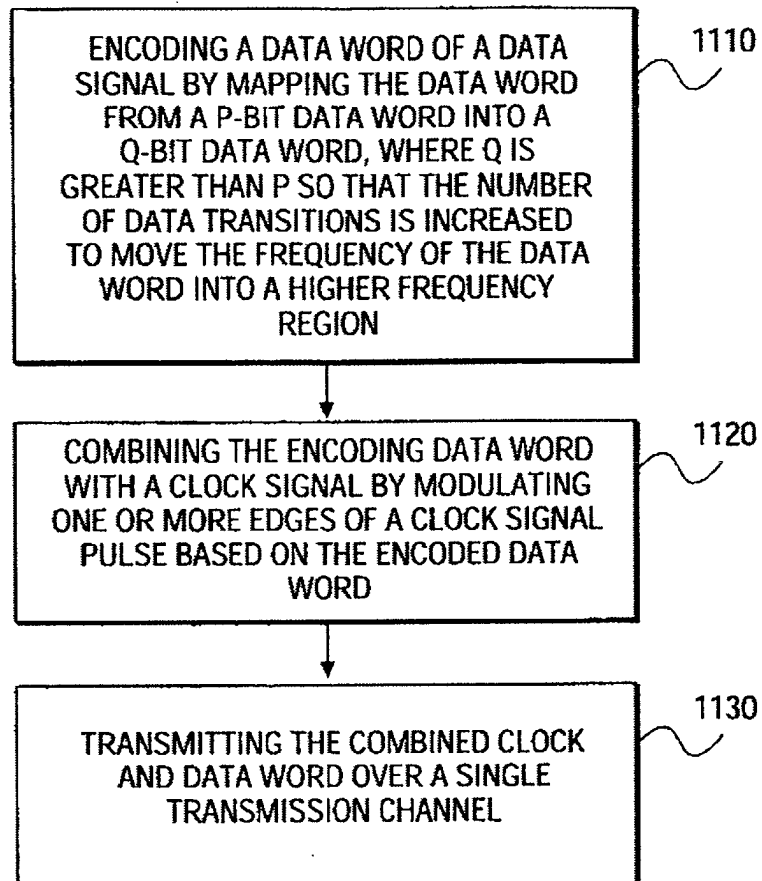 ENCODING A DATA WORD OF A DATA
SIGNAL BY MAPPING THE DATA WORD
FROM A P-BIT DATA WORD INTO A
Q-BIT DATA WORD, WHERE Q IS
GREATER THAN P SO THAT THE NUMBER
OF DATA TRANSITIONS IS INCREASED
TO MOVE THE FREQUENCY OF THE DATA
WORD INTO A HIGHER FREQUENCY
REGION
1110
COMBINING THE ENCODING DATA WORD
WITH A CLOCK SIGNAL BY MODULATING
ONE OR MORE EDGES OF A CLOCK SIGNAL
PULSE BASED ON THE ENCODED DATA
WORD
1120
TRANSMITTING THE COMBINED CLOCK
AND DATA WORD OVER A SINGLE
TRANSMISSION CHANNEL
1130